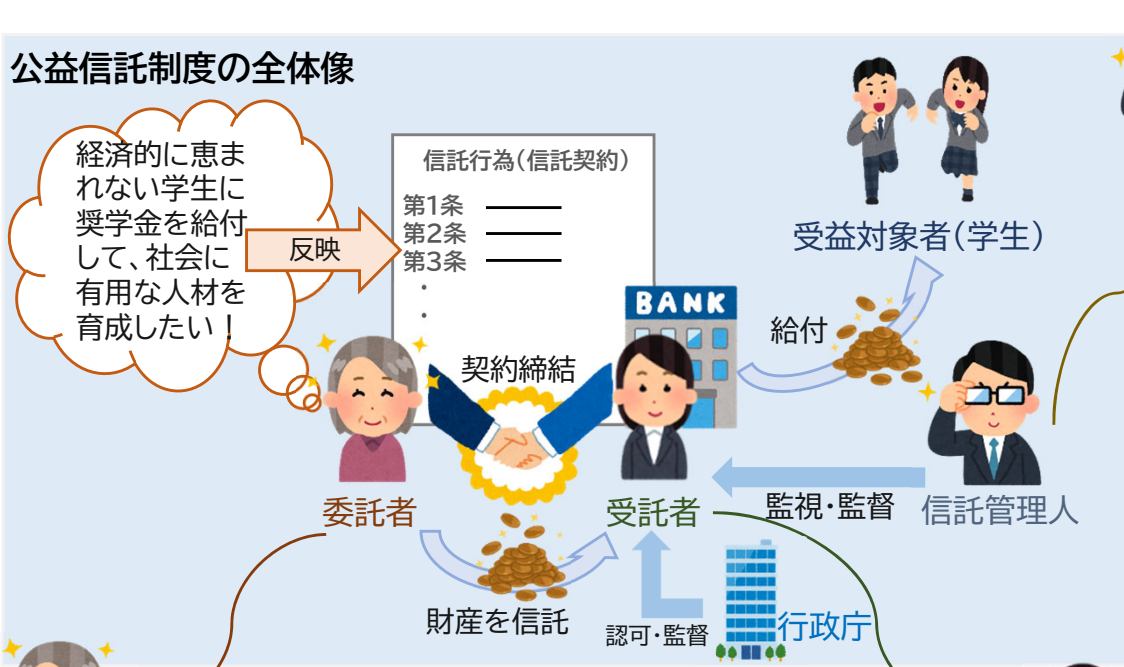 公益信託制度の全体像
経済的に恵ま
れない学生に
奨学金を給付
して、社会に
有用な人材を
育成したい！
反映
信託行為（信託契約）
第1条
第2条
第3条
・
・
BANK
契約締結
受益対象者（学生）
給付
委託者
受託者
監視・監督
信託管理人
財産を信託
認可・監督
行政庁